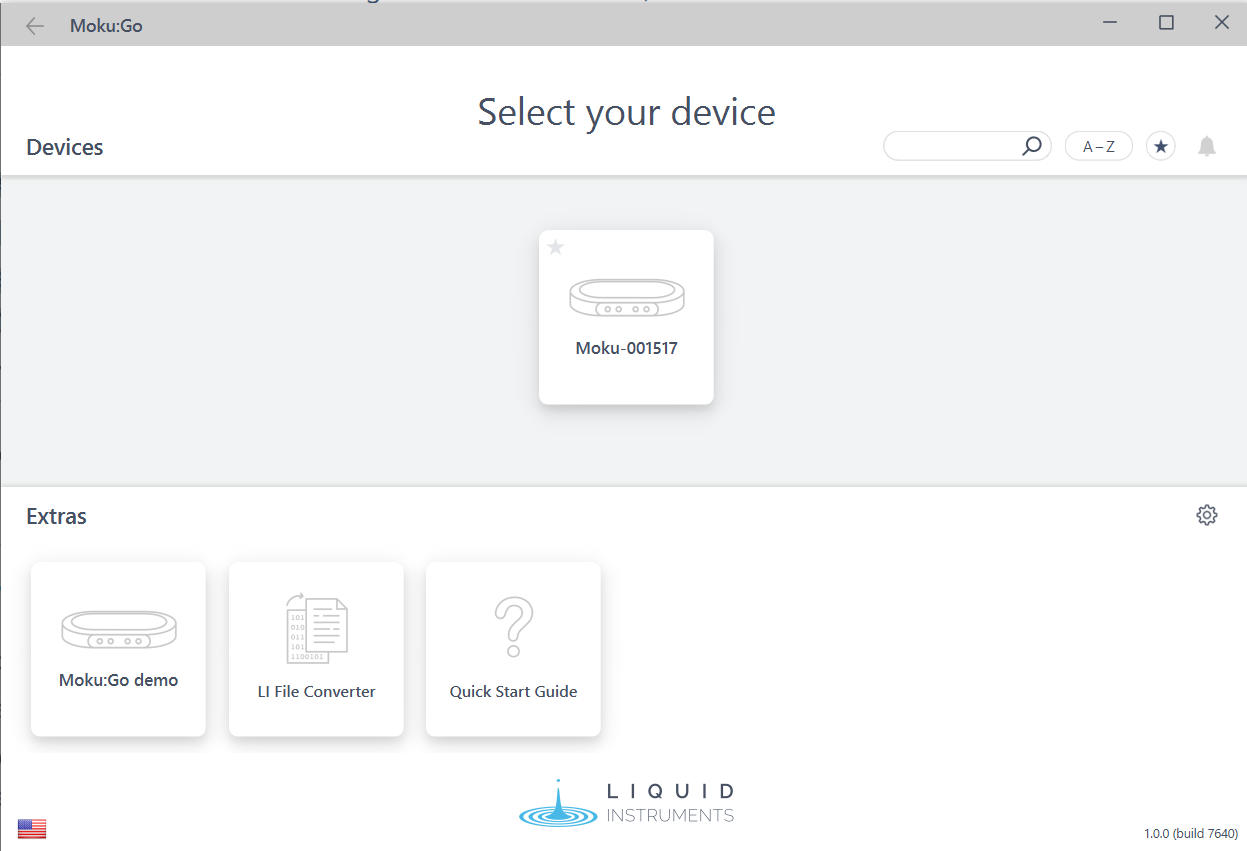 Moku:Go
Select your device
Devices
A–Z
Moku-001517
Extras
101
010
011
101
1100101
Moku:Go demo
LI File Converter
Quick Start Guide
LIQUID
INSTRUMENTS
1.0.0 (build 7640)